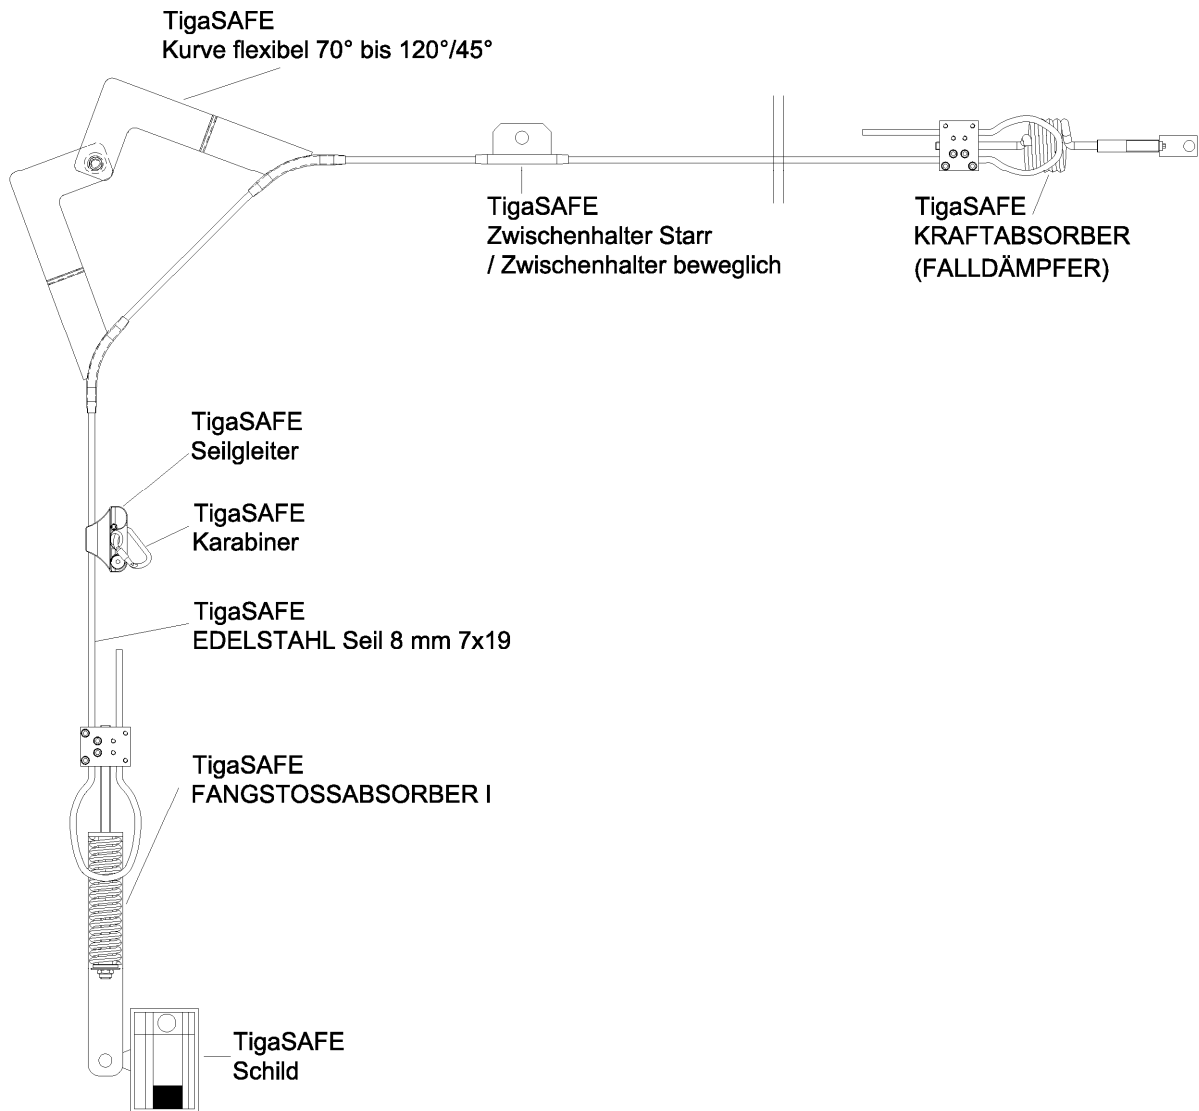 TigaSAFE
Kurve flexibel 70° bis 120°/45°
TigaSAFE
Zwischenhalter Starr
/ Zwischenhalter beweglich
TigaSAFE
KRAFTABSORBER
(FALLDÄMPFER)
TigaSAFE
Seilgleiter
TigaSAFE
Karabiner
TigaSAFE
EDELSTAHL Seil 8 mm 7x19
TigaSAFE
FANGSTOSSABSORBER I
TigaSAFE
Schild